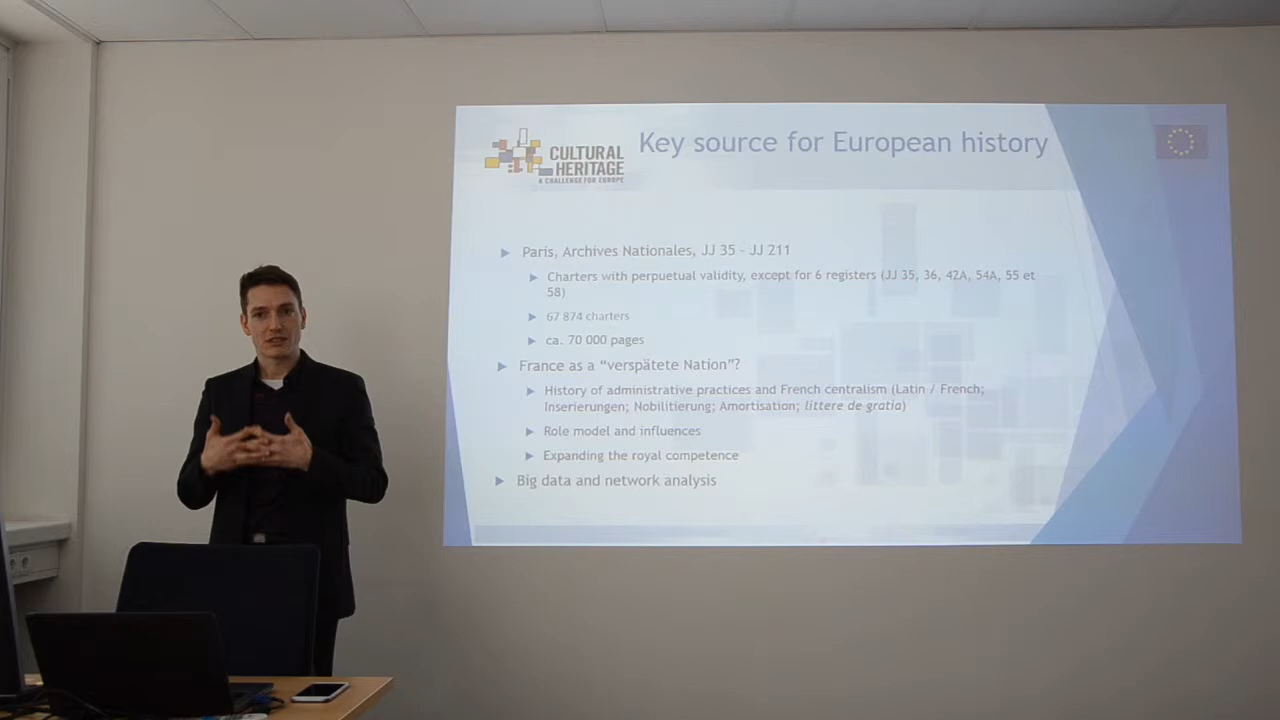 CULTURAL
HERITAGE
A CHALLENGE FOR EUROPE
Key source for European history
Paris, Archives Nationales, JJ 35 - JJ 211
Charters with perpuetual validity, except for 6 registers (JJ 35, 36, 42A, 54A, 55 et
58)
67 874 charters
ca. 70 000 pages
France as a “verspätete Nation”?
History of administrative practices and French centralism (Latin / French;
Inserierungen; Nobilitierung; Amortisation; littere de gratia)
Role model and influences
Expanding the royal competence
Big data and network analysis